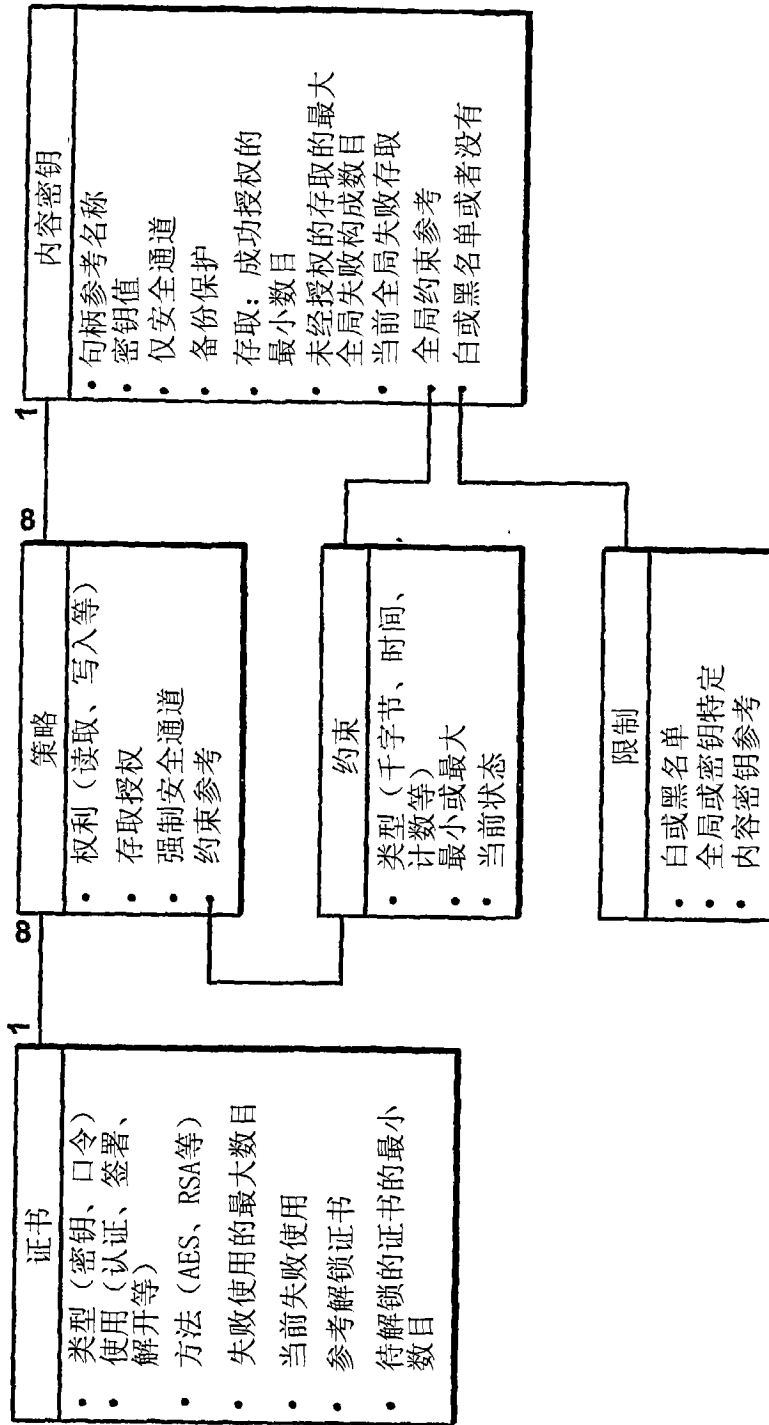 证书
• 类型（密钥、口令）
• 使用（认证、签署、
解开等）
• 方法（AES、RSA等）
• 失败使用的最大数目
• 当前失败使用
• 参考解锁证书
• 待解锁的证书的最小
数目
1
8
策略
• 权利（读取、写入等）
• 存取授权
• 强制安全通道
• 约束参考
8
1
约束
• 类型（千字节、时间、
计数等）
• 最小或最大
• 当前状态
限制
• 白或黑名单
• 全局或密钥特定
• 内容密钥参考
内容密钥
• 句柄参考名称
• 密钥值
• 仅安全通道
• 备份保护
• 存取：成功授权的
最小数目
• 未经授权的存取的最大
全局失败构成数目
• 当前全局失败存取
• 全局约束参考
• 白或黑名单或者没有